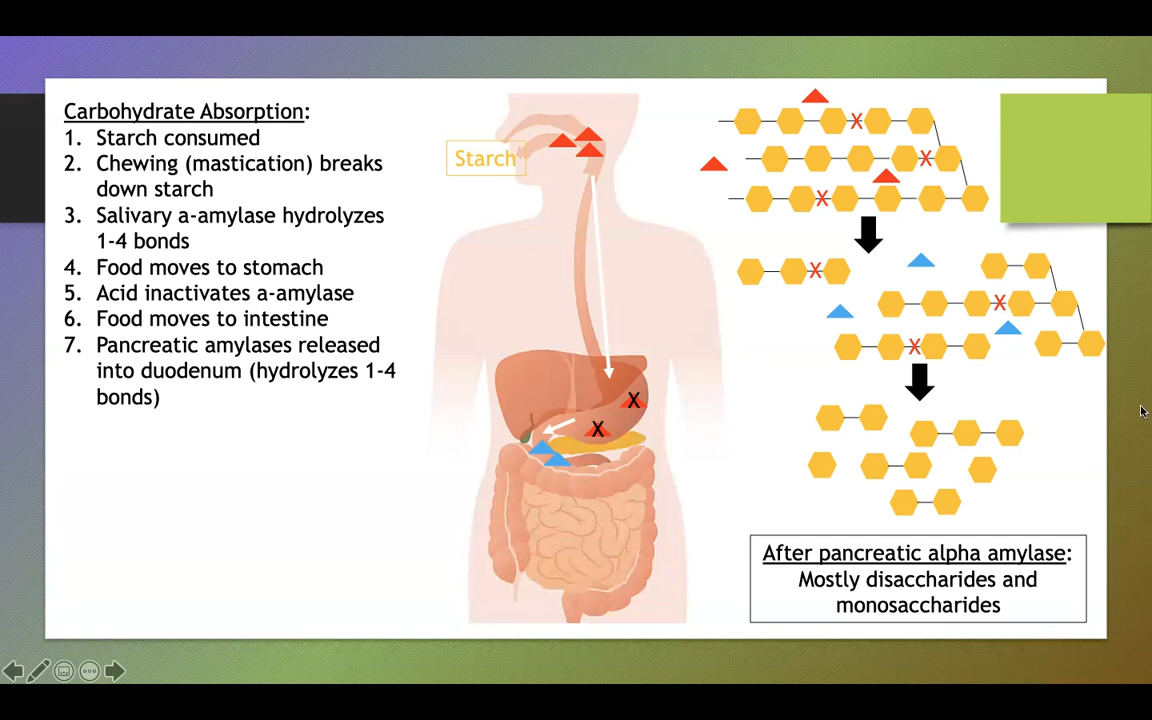 Carbohydrate Absorption:
1. Starch consumed
2. Chewing (mastication) breaks
down starch
3. Salivary a-amylase hydrolyzes
1-4 bonds
4. Food moves to stomach
5. Acid inactivates a-amylase
6. Food moves to intestine
7. Pancreatic amylases released
into duodenum (hydrolyzes 1-4
bonds)
Starch
X
X
X
X
X
X
X
X
After pancreatic alpha amylase:
Mostly disaccharides and
monosaccharides